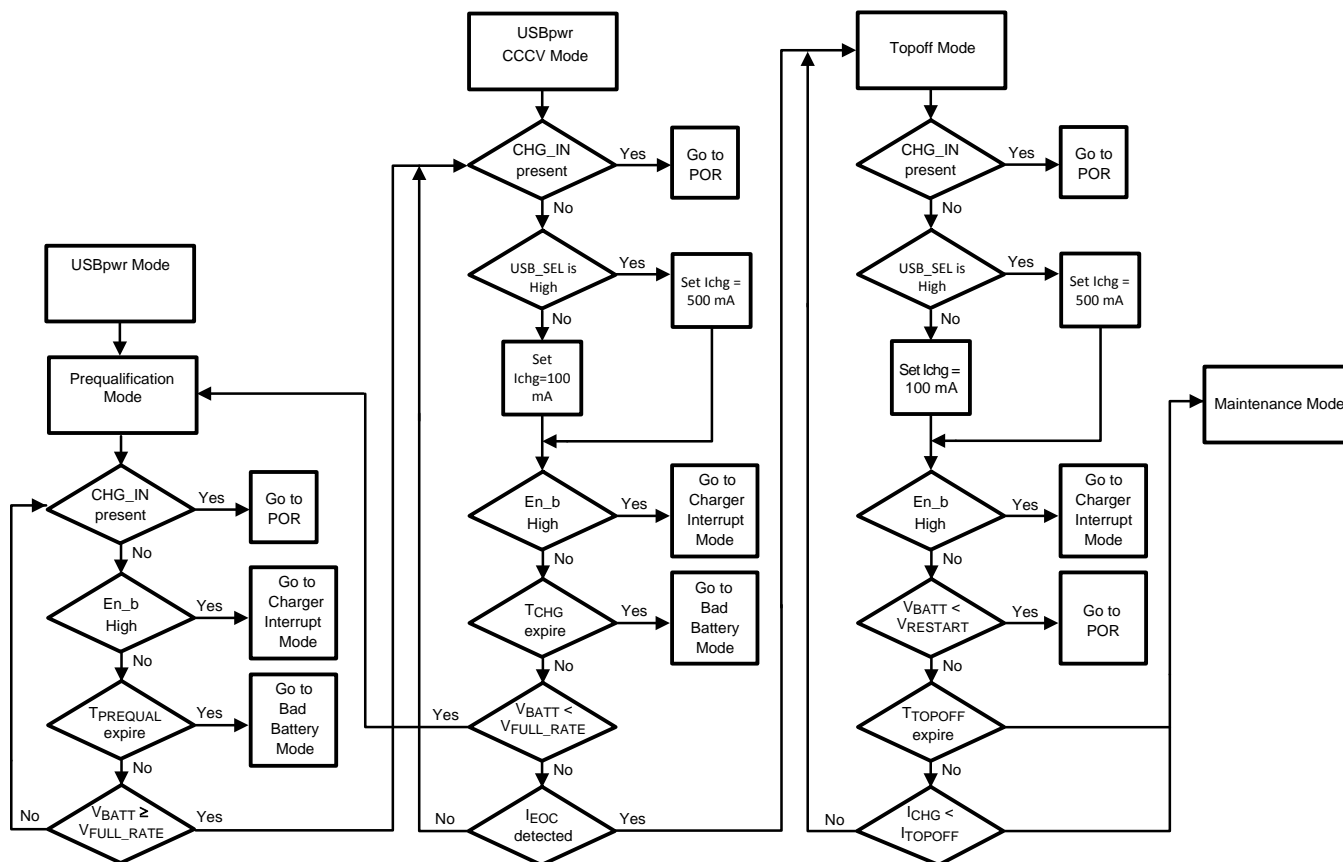 USBpwr Mode
Prequalification
Mode
CHG_IN
present
Yes
Go to
POR
No
En_b
High
Yes
Go to
Charger
Interrupt
Mode
No
TPREQUAL
expire
Yes
Go to
Bad
Battery
Mode
No
VBATT ≥
VFULL_RATE
No
Yes
USBpwr
CCCV Mode
CHG_IN
present
Yes
Go to
POR
No
USB_SEL is
High
Yes
Set Ichg =
500 mA
No
Set
Ichg=100
mA
En_b
High
Yes
Go to
Charger
Interrupt
Mode
No
TCHG
expire
Yes
Go to
Bad
Battery
Mode
No
VBATT <
VFULL_RATE
Yes
No
IEOC
detected
No
Yes
Topoff Mode
CHG_IN
present
Yes
Go to
POR
No
USB_SEL is
High
Yes
Set Ichg =
500 mA
No
Set Ichg =
100 mA
En_b
High
Yes
Go to
Charger
Interrupt
Mode
No
VBATT <
VRESTART
Yes
Go to
POR
No
TTOPOFF
expire
No
ICHG <
ITOPOFF
No
Maintenance Mode